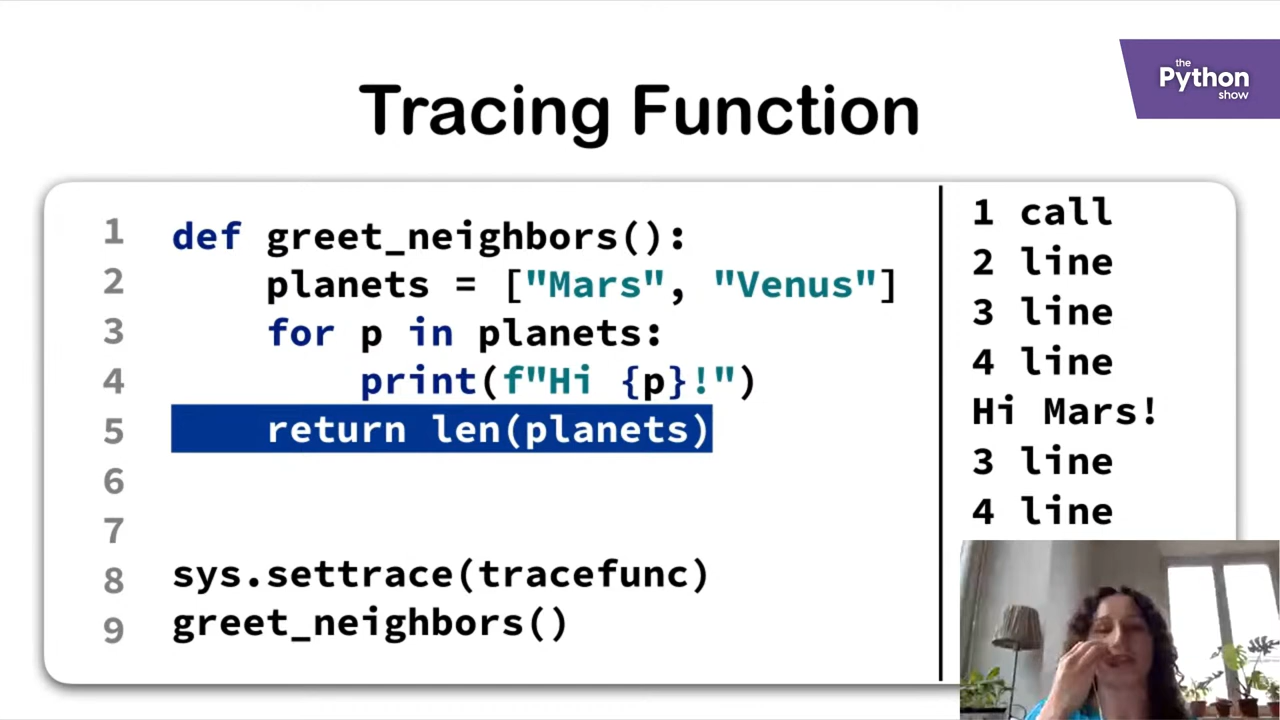 the
Python
show
Tracing Function
1 def greet_neighbors():
2     planets = ["Mars", "Venus"]
3     for p in planets:
4         print(f"Hi {p}!")
5     return len(planets)
6
7
8 sys.settrace(tracefunc)
9 greet_neighbors()
1 call
2 line
3 line
4 line
Hi Mars!
3 line
4 line